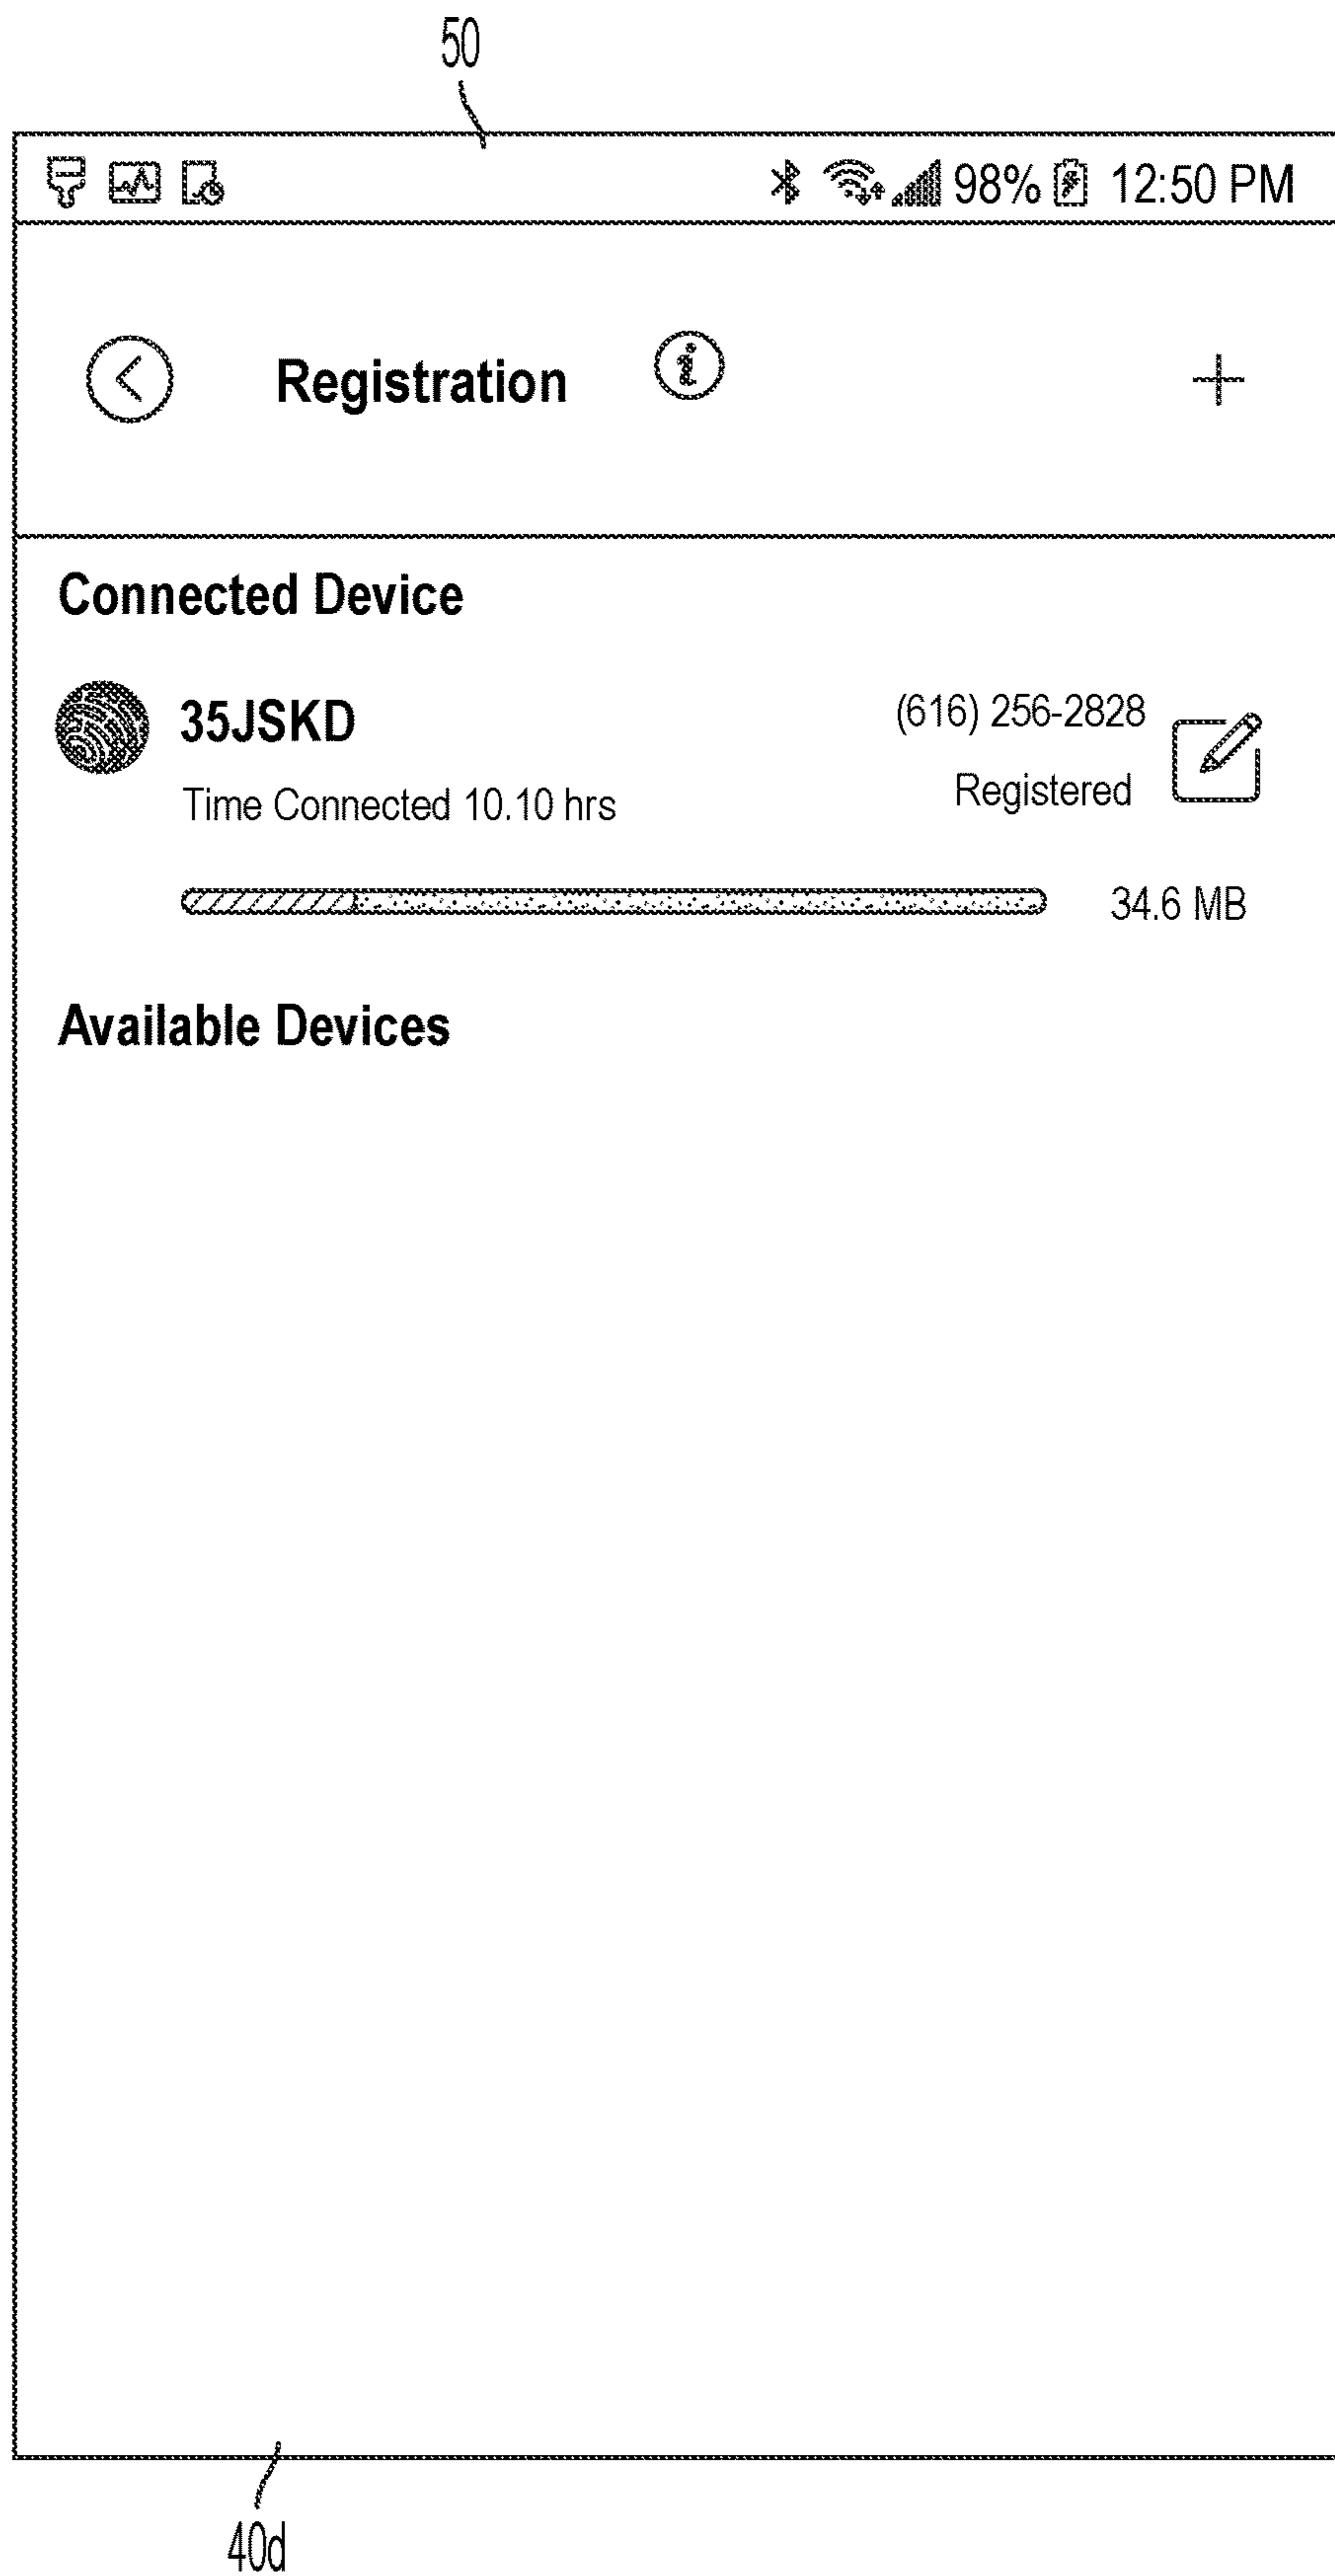 50
98% 12:50 PM
Registration i +
Connected Device
35JSKD (616) 256-2828
Time Connected 10.10 hrs Registered
34.6 MB
Available Devices
40d